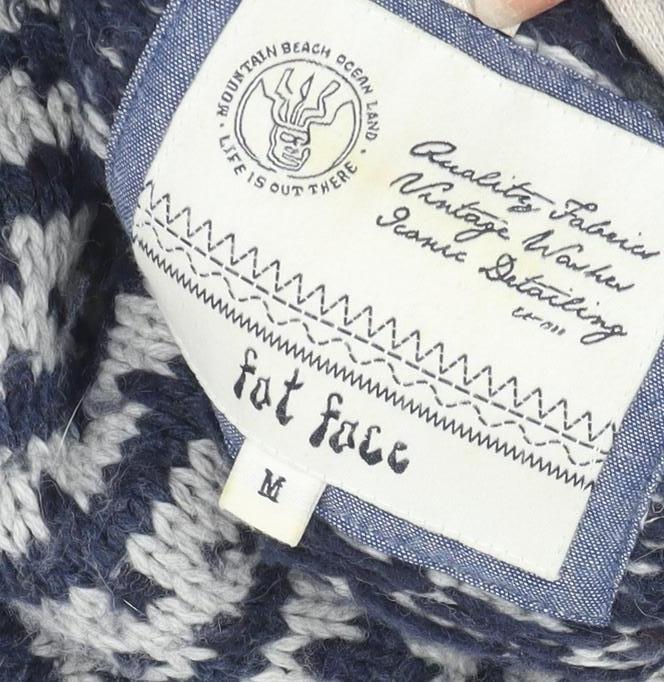 MOUNTAIN BEACH OCEAN LAND
LIFE IS OUT THERE
Quality Fabrics
Vintage Washes
Iconic Detailing
fat face
M